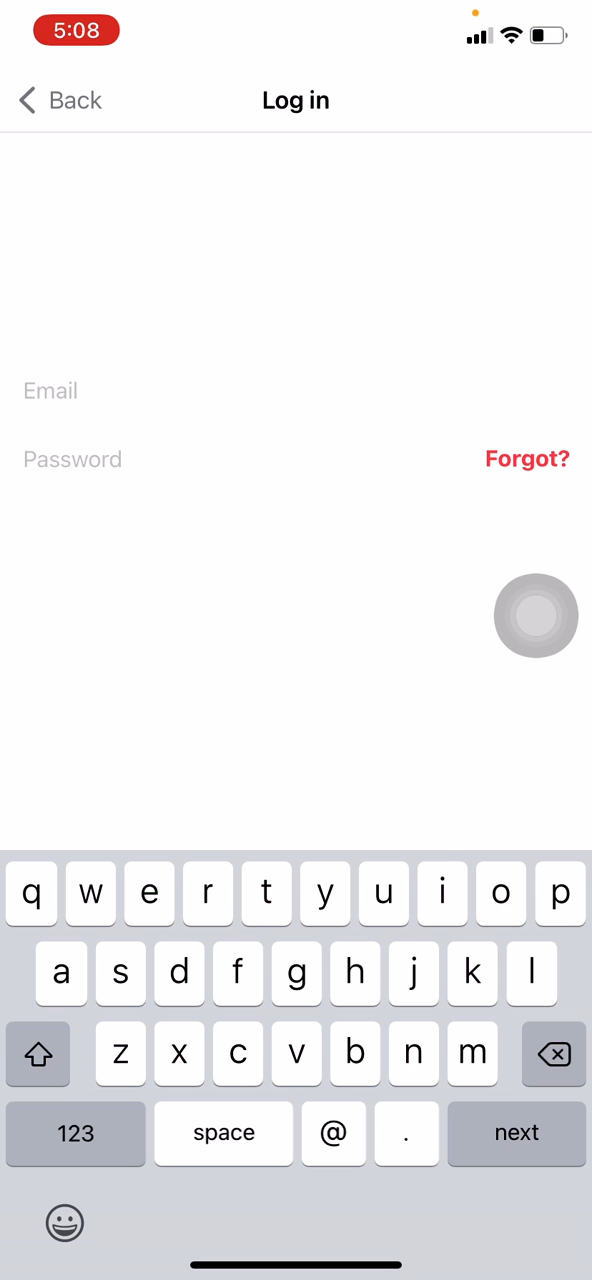 5:08
Back
Log in
Email
Password
Forgot?
q w e r t y u i o p
a s d f g h j k l
z x c v b n m
123 space @ . next